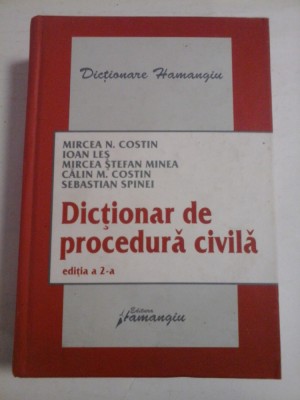 Dicționare Hamangiu
MIRCEA N. COSTIN
IOAN LEȘ
MIRCEA ȘTEFAN MINEA
CĂLIN M. COSTIN
SEBASTIAN SPINEI
Dicționar de
procedură civilă
ediția a 2-a
Editura
Hamangiu